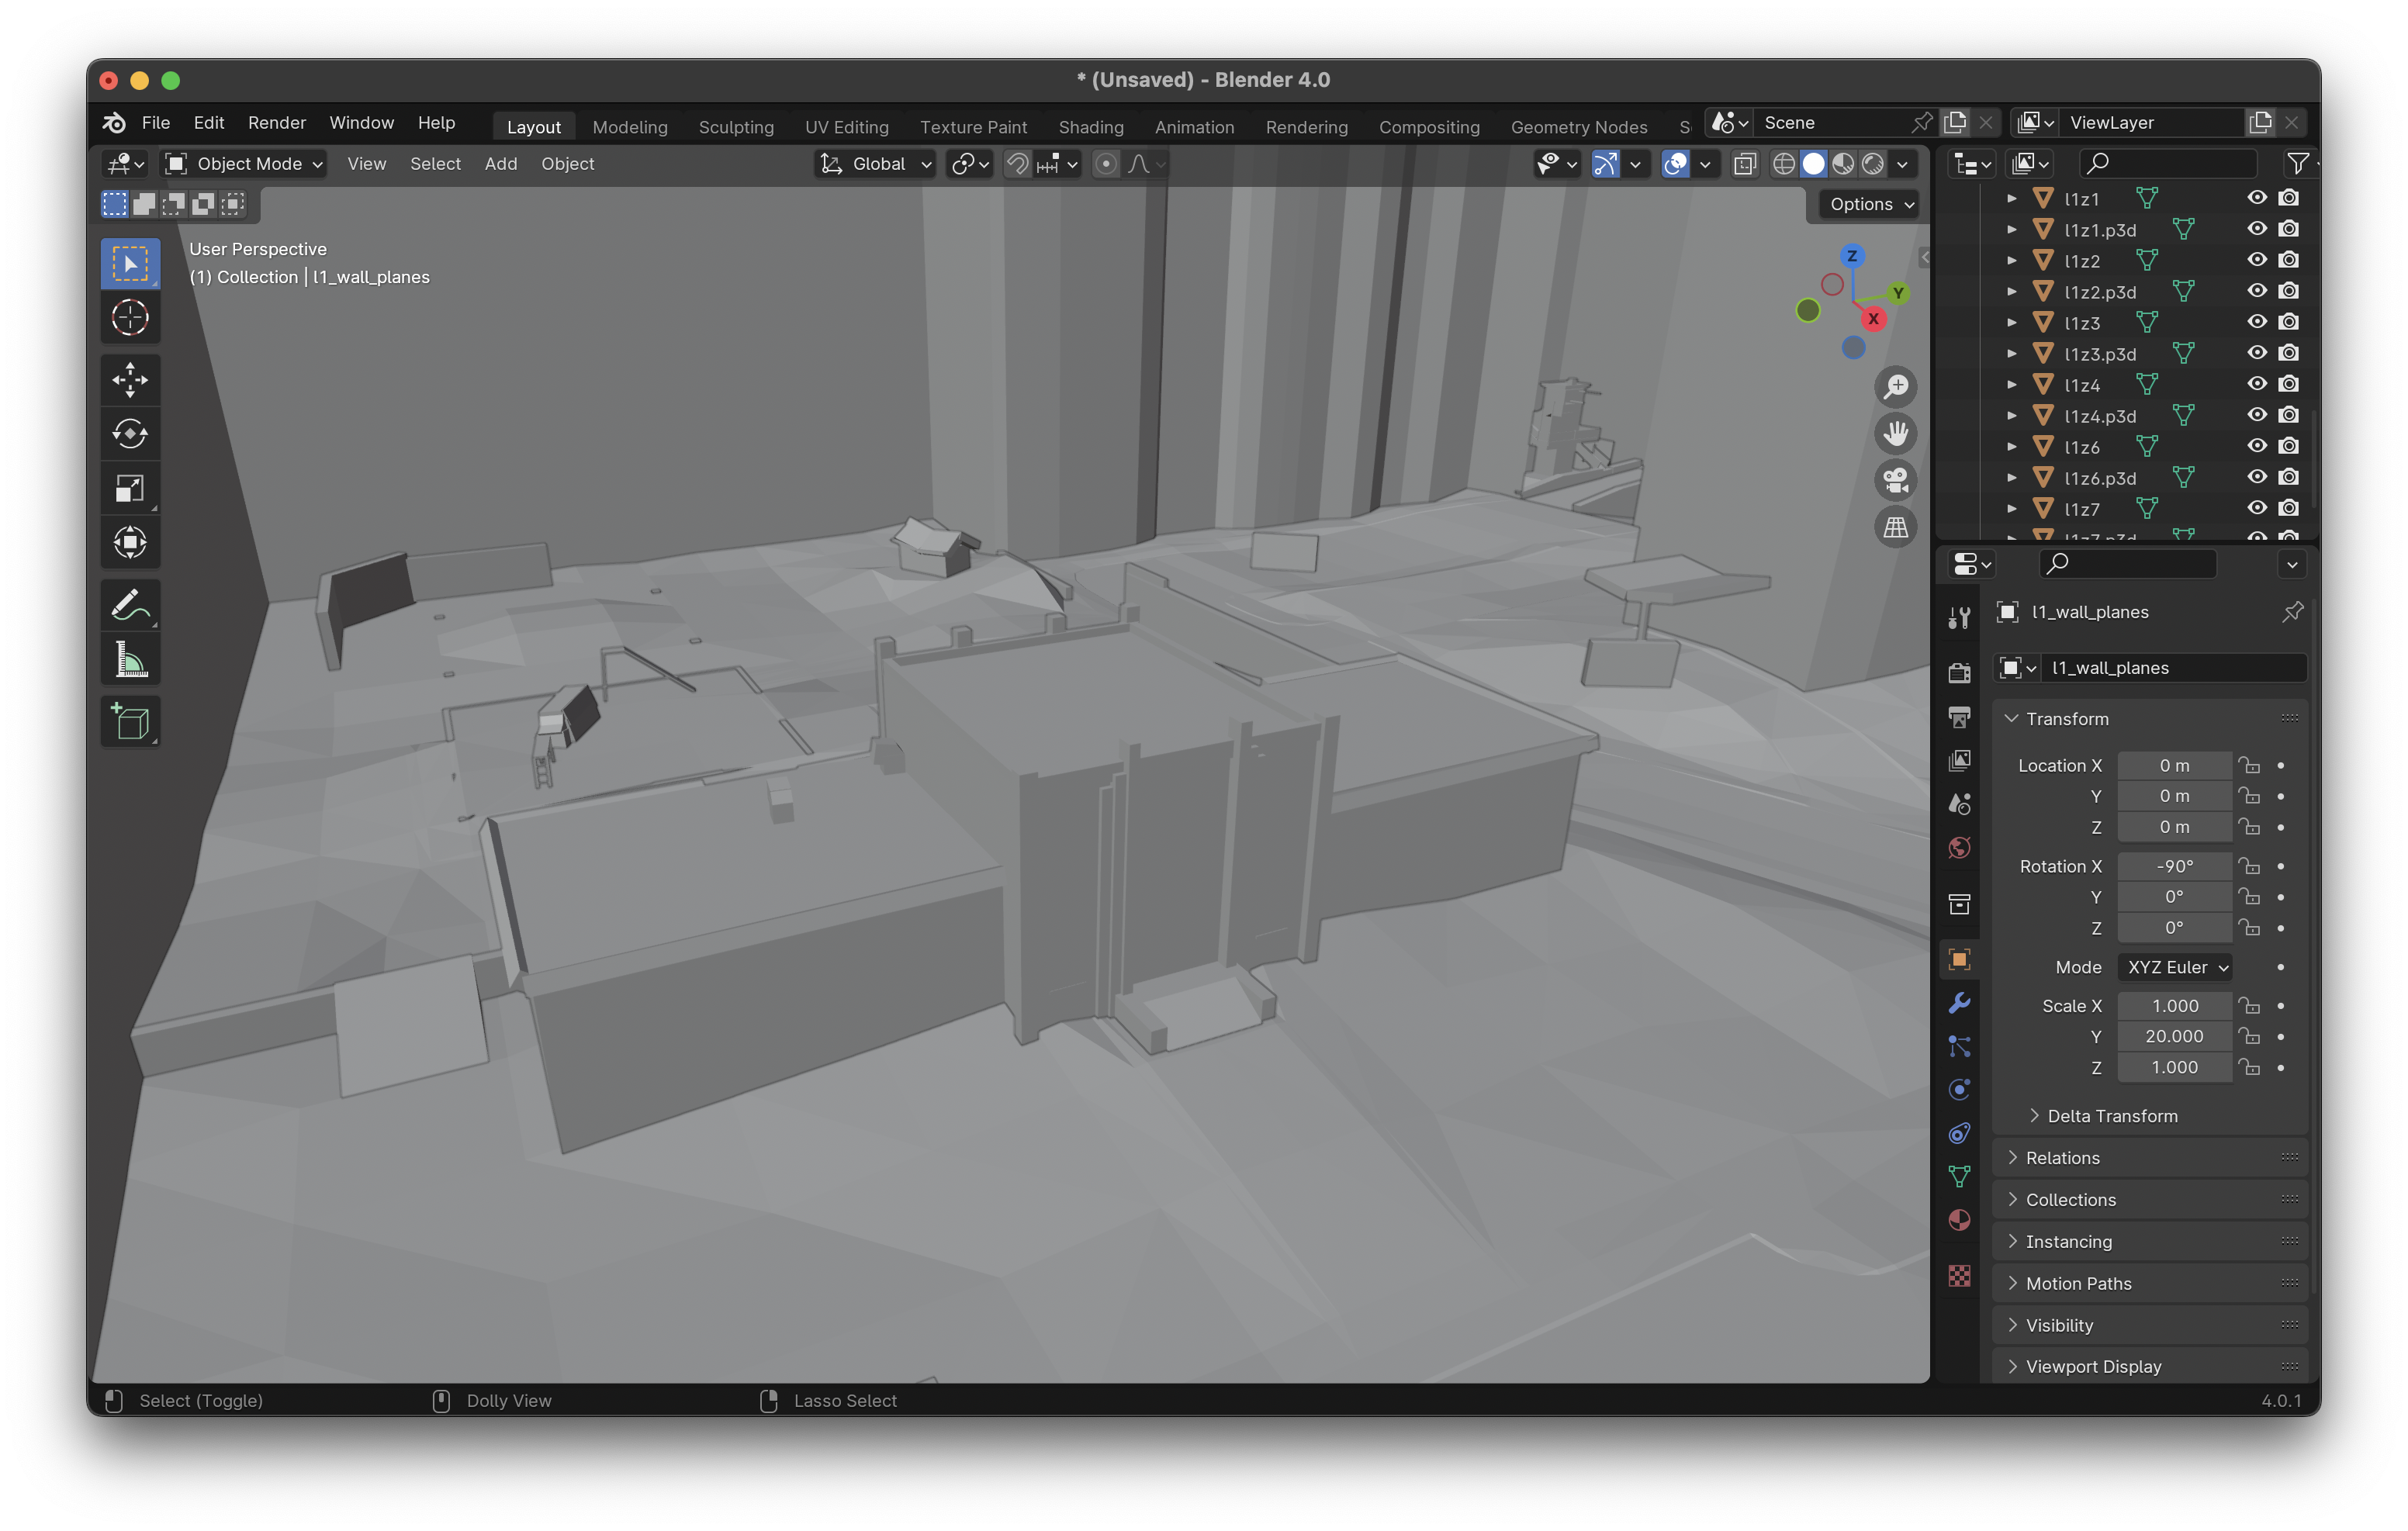 * (Unsaved) - Blender 4.0
File Edit Render Window Help Layout Modeling Sculpting UV Editing Texture Paint Shading Animation Rendering Compositing Geometry Nodes S
Scene
ViewLayer
Object Mode View Select Add Object
Global
Options
User Perspective
(1) Collection | l1_wall_planes
Z
Y
X
l1z1
l1z1.p3d
l1z2
l1z2.p3d
l1z3
l1z3.p3d
l1z4
l1z4.p3d
l1z6
l1z6.p3d
l1z7
l1z7.p3d
l1_wall_planes
l1_wall_planes
Transform
Location X 0 m
Y 0 m
Z 0 m
Rotation X -90°
Y 0°
Z 0°
Mode XYZ Euler
Scale X 1.000
Y 20.000
Z 1.000
Delta Transform
Relations
Collections
Instancing
Motion Paths
Visibility
Viewport Display
Select (Toggle)
Dolly View
Lasso Select
4.0.1